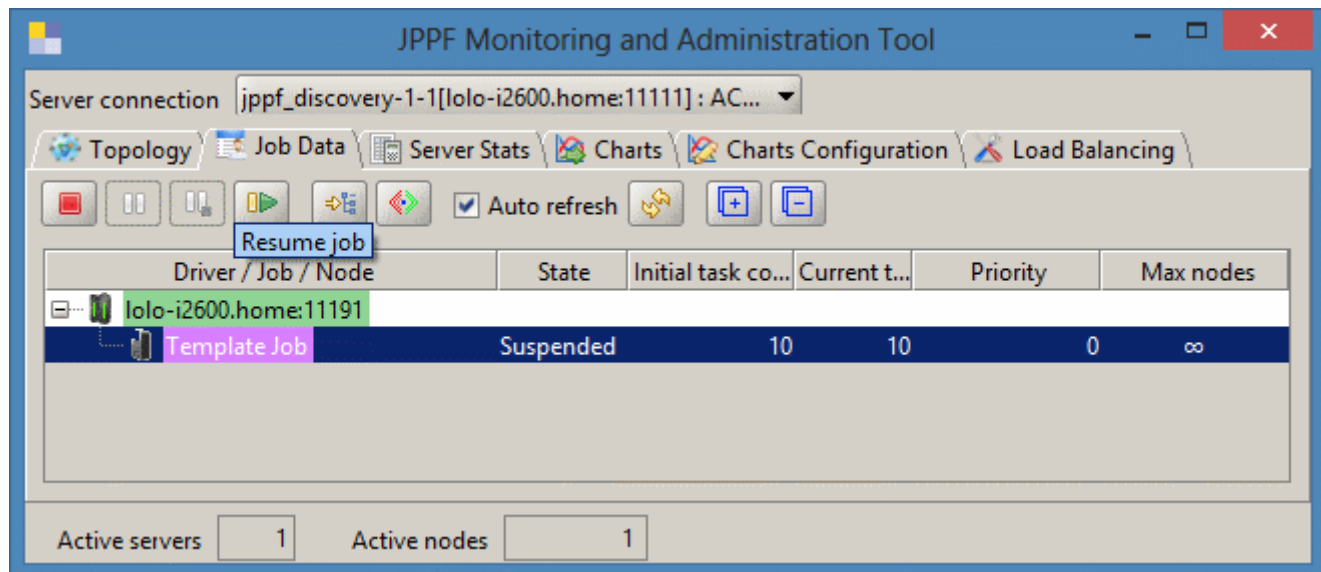 JPPF Monitoring and Administration Tool
Server connection jppf_discovery-1-1[lolo-i2600.home:11111] : AC...
Topology Job Data Server Stats Charts Charts Configuration Load Balancing
Auto refresh
Resume job
Driver / Job / Node State Initial task co... Current t... Priority Max nodes
lolo-i2600.home:11191
Template Job Suspended 10 10 0 ∞
Active servers 1 Active nodes 1